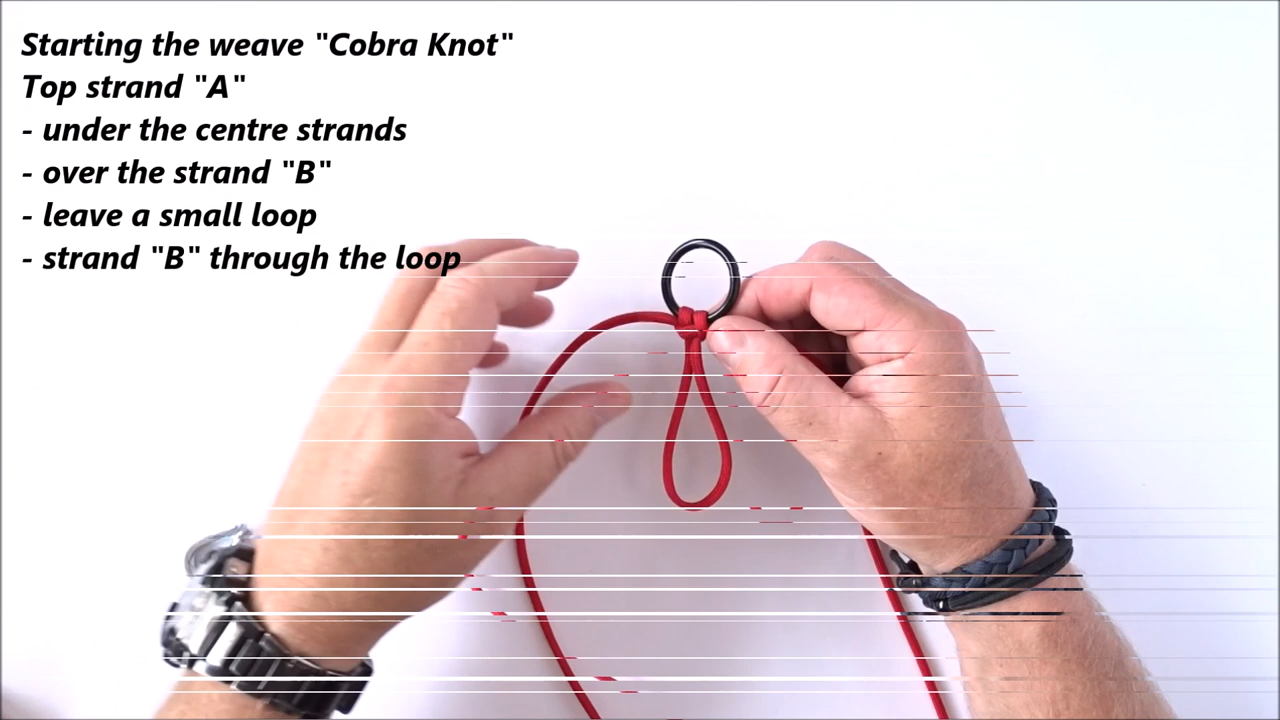 Starting the weave "Cobra Knot"
Top strand "A"
- under the centre strands
- over the strand "B"
- leave a small loop
- strand "B" through the loop